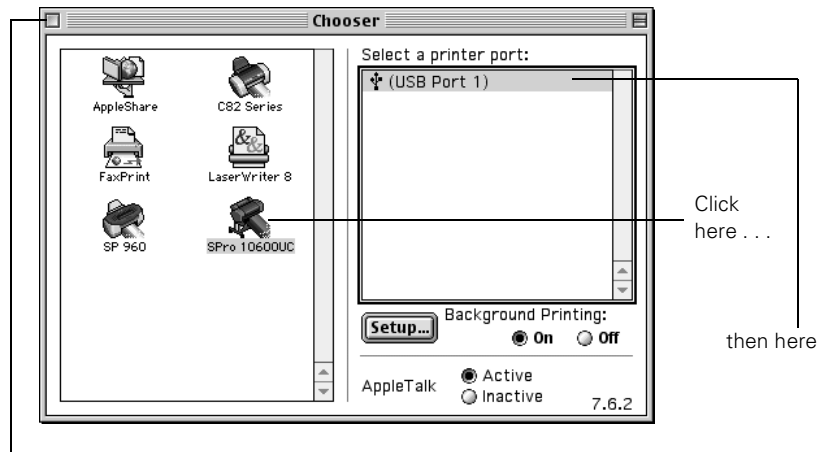 Chooser
Select a printer port:
(USB Port 1)
AppleShare
C82 Series
FaxPrint
LaserWriter 8
SP 960
SPro 10600UC
Click
here . . .
Setup...
Background Printing:
On
Off
then here
AppleTalk
Active
Inactive
7.6.2